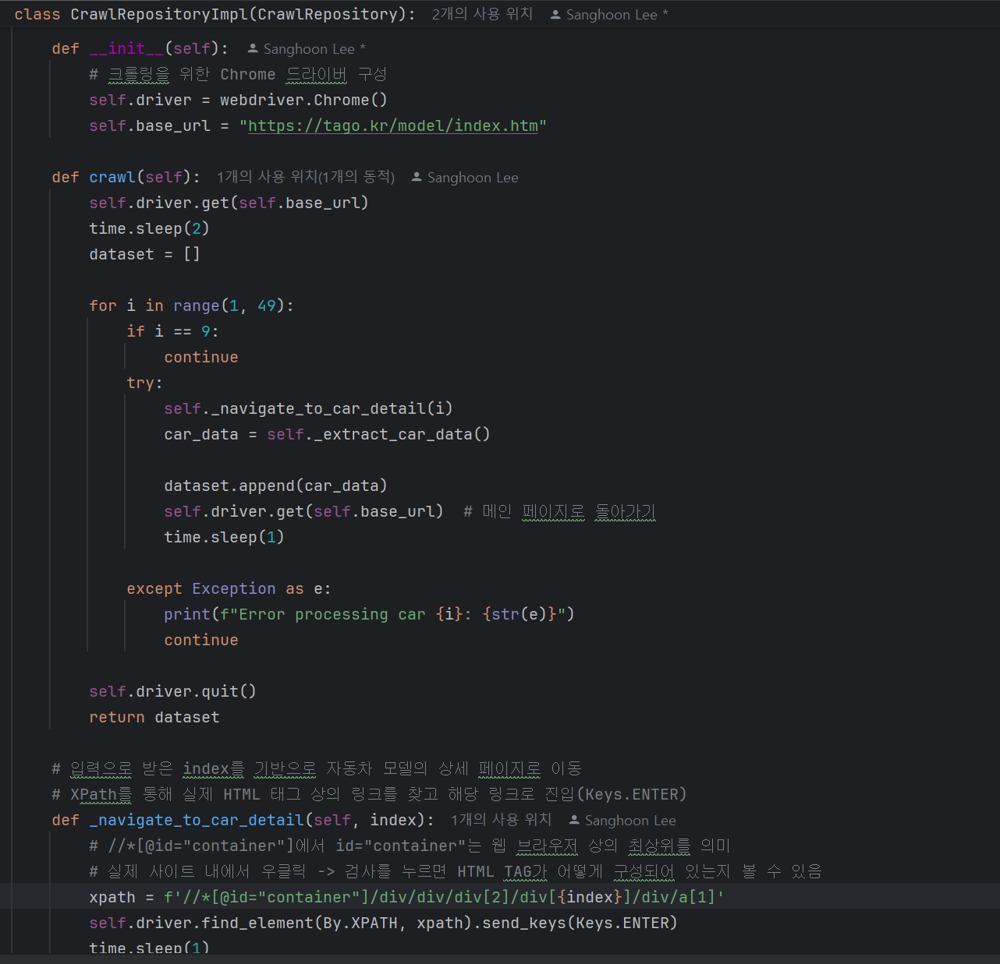 class CrawlRepositoryImpl(CrawlRepository):  2개의 사용 위치  Sanghoon Lee *
    def __init__(self):  Sanghoon Lee *
        # 크롤링을 위한 Chrome 드라이버 구성
        self.driver = webdriver.Chrome()
        self.base_url = "https://tago.kr/model/index.htm"
    def crawl(self):  1개의 사용 위치(1개의 동적)  Sanghoon Lee
        self.driver.get(self.base_url)
        time.sleep(2)
        dataset = []
        for i in range(1, 49):
            if i == 9:
                continue
            try:
                self._navigate_to_car_detail(i)
                car_data = self._extract_car_data()
                dataset.append(car_data)
                self.driver.get(self.base_url)  # 메인 페이지로 돌아가기
                time.sleep(1)
            except Exception as e:
                print(f"Error processing car {i}: {str(e)}")
                continue
        self.driver.quit()
        return dataset
    # 입력으로 받은 index를 기반으로 자동차 모델의 상세 페이지로 이동
    # XPath를 통해 실제 HTML 태그 상의 링크를 찾고 해당 링크로 진입(Keys.ENTER)
    def _navigate_to_car_detail(self, index):  1개의 사용 위치  Sanghoon Lee
        # //*[@id="container"]에서 id="container"는 웹 브라우저 상의 최상위를 의미
        # 실제 사이트 내에서 우클릭 -> 검사를 누르면 HTML TAG가 어떻게 구성되어 있는지 볼 수 있음
        xpath = f'//*[@id="container"]/div/div/div[2]/div[{index}]/div/a[1]'
        self.driver.find_element(By.XPATH, xpath).send_keys(Keys.ENTER)
        time.sleep(1)